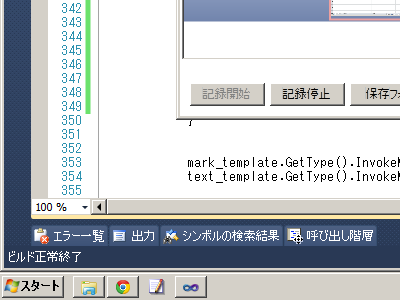 342
343
344
345
346
347
348
349
350 }
351
352
353 mark_template.GetType().Invoke
354 text_template.GetType().Invoke
355
記録開始 記録停止 保存フォ
100 %
エラー一覧 出力 シンボルの検索結果 呼び出し階層
ビルド正常終了
スタート